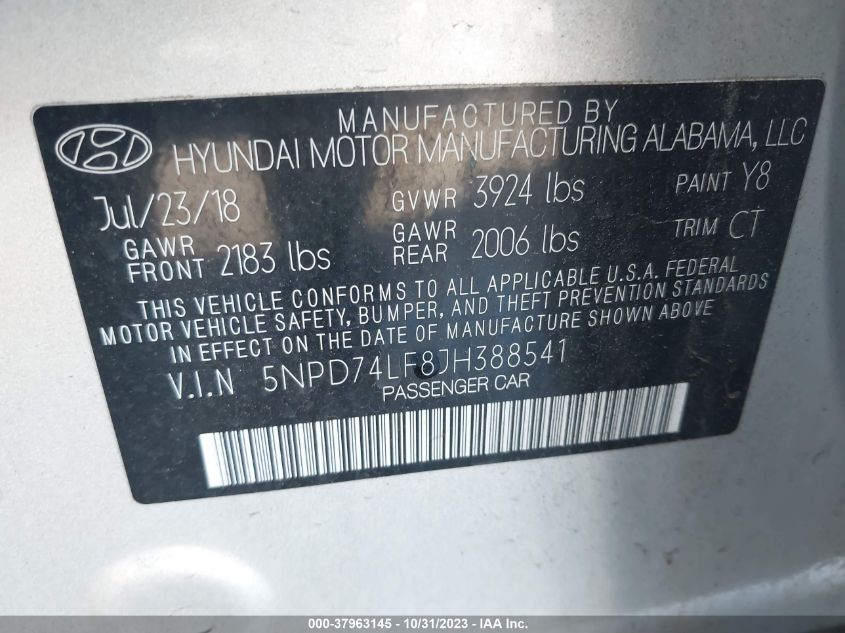 MANUFACTURED BY
HYUNDAI MOTOR MANUFACTURING ALABAMA, LLC
Jul/23/18 GVWR 3924 lbs PAINT Y8
GAWR FRONT 2183 lbs GAWR REAR 2006 lbs TRIM CT
THIS VEHICLE CONFORMS TO ALL APPLICABLE U.S.A. FEDERAL
MOTOR VEHICLE SAFETY, BUMPER, AND THEFT PREVENTION STANDARDS
IN EFFECT ON THE DATE OF MANUFACTURE SHOWN ABOVE
V.I.N 5NPD74LF8JH388541
PASSENGER CAR
000-37963145 - 10/31/2023 - IAA Inc.